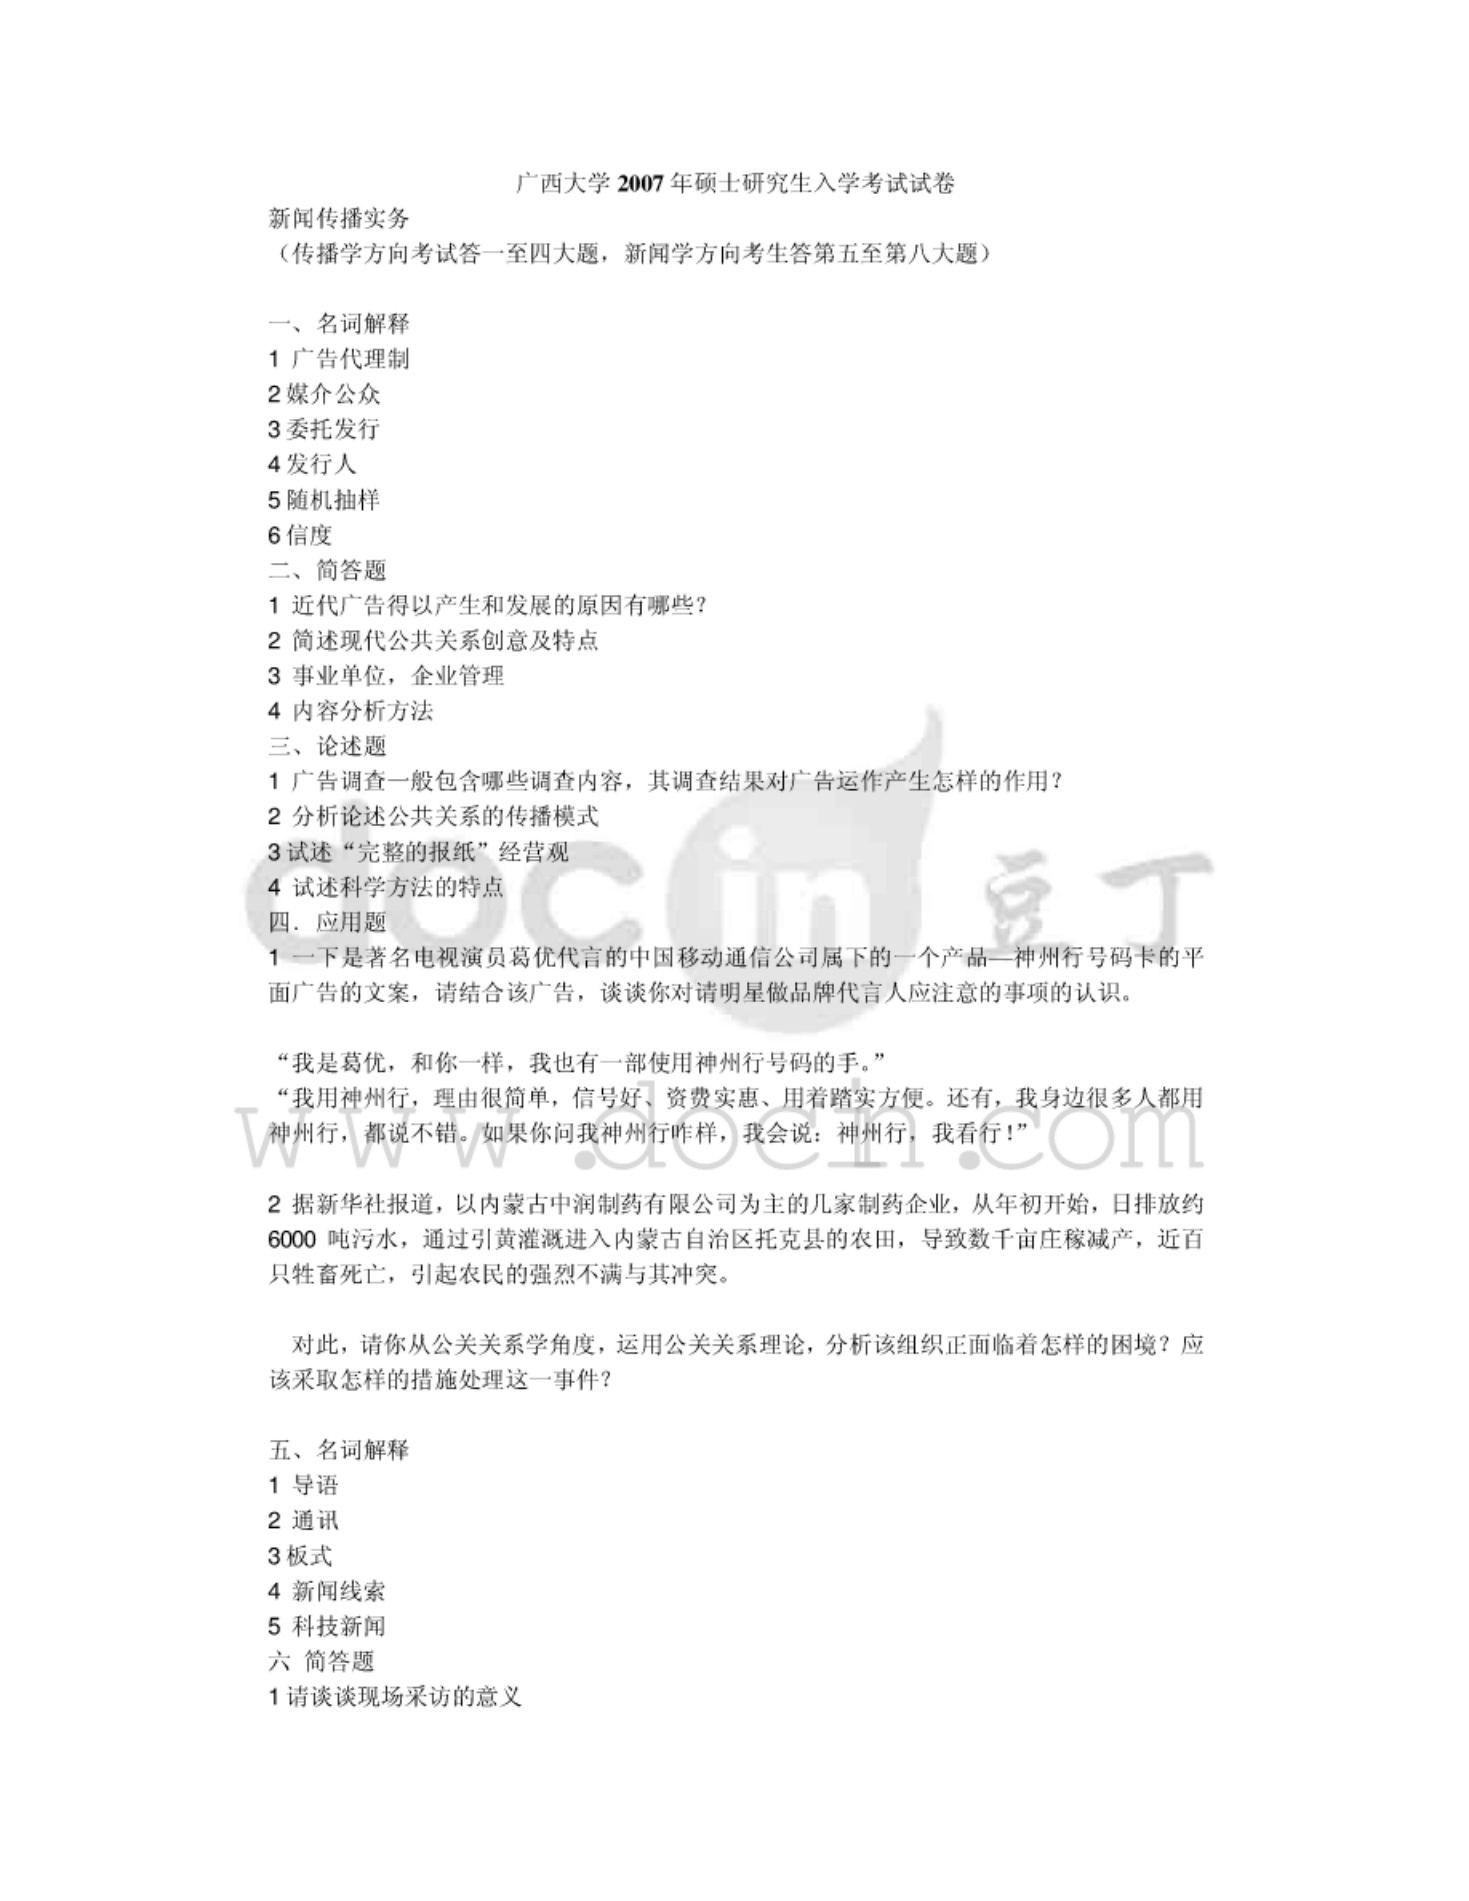 广西大学 2007 年硕士研究生入学考试试卷
新闻传播实务
（传播学方向考试答一至四大题，新闻学方向考生答第五至第八大题）
一、名词解释
1 广告代理制
2 媒介公众
3 委托发行
4 发行人
5 随机抽样
6 信度
二、简答题
1 近代广告得以产生和发展的原因有哪些？
2 简述现代公共关系创意及特点
3 事业单位，企业管理
4 内容分析方法
三、论述题
1 广告调查一般包含哪些调查内容，其调查结果对广告运作产生怎样的作用？
2 分析论述公共关系的传播模式
3 试述“完整的报纸”经营观
4 试述科学方法的特点
四．应用题
1 一下是著名电视演员葛优代言的中国移动通信公司属下的一个产品—神州行号码卡的平
面广告的文案，请结合该广告，谈谈你对请明星做品牌代言人应注意的事项的认识。
“我是葛优，和你一样，我也有一部使用神州行号码的手。”
“我用神州行，理由很简单，信号好、资费实惠、用着踏实方便。还有，我身边很多人都用
神州行，都说不错。如果你问我神州行咋样，我会说：神州行，我看行！”
2 据新华社报道，以内蒙古中润制药有限公司为主的几家制药企业，从年初开始，日排放约
6000 吨污水，通过引黄灌溉进入内蒙古自治区托克县的农田，导致数千亩庄稼减产，近百
只牲畜死亡，引起农民的强烈不满与其冲突。
对此，请你从公关关系学角度，运用公关关系理论，分析该组织正面临着怎样的困境？应
该采取怎样的措施处理这一事件？
五、名词解释
1 导语
2 通讯
3 板式
4 新闻线索
5 科技新闻
六 简答题
1 请谈谈现场采访的意义
docin 豆丁
www.docin.com